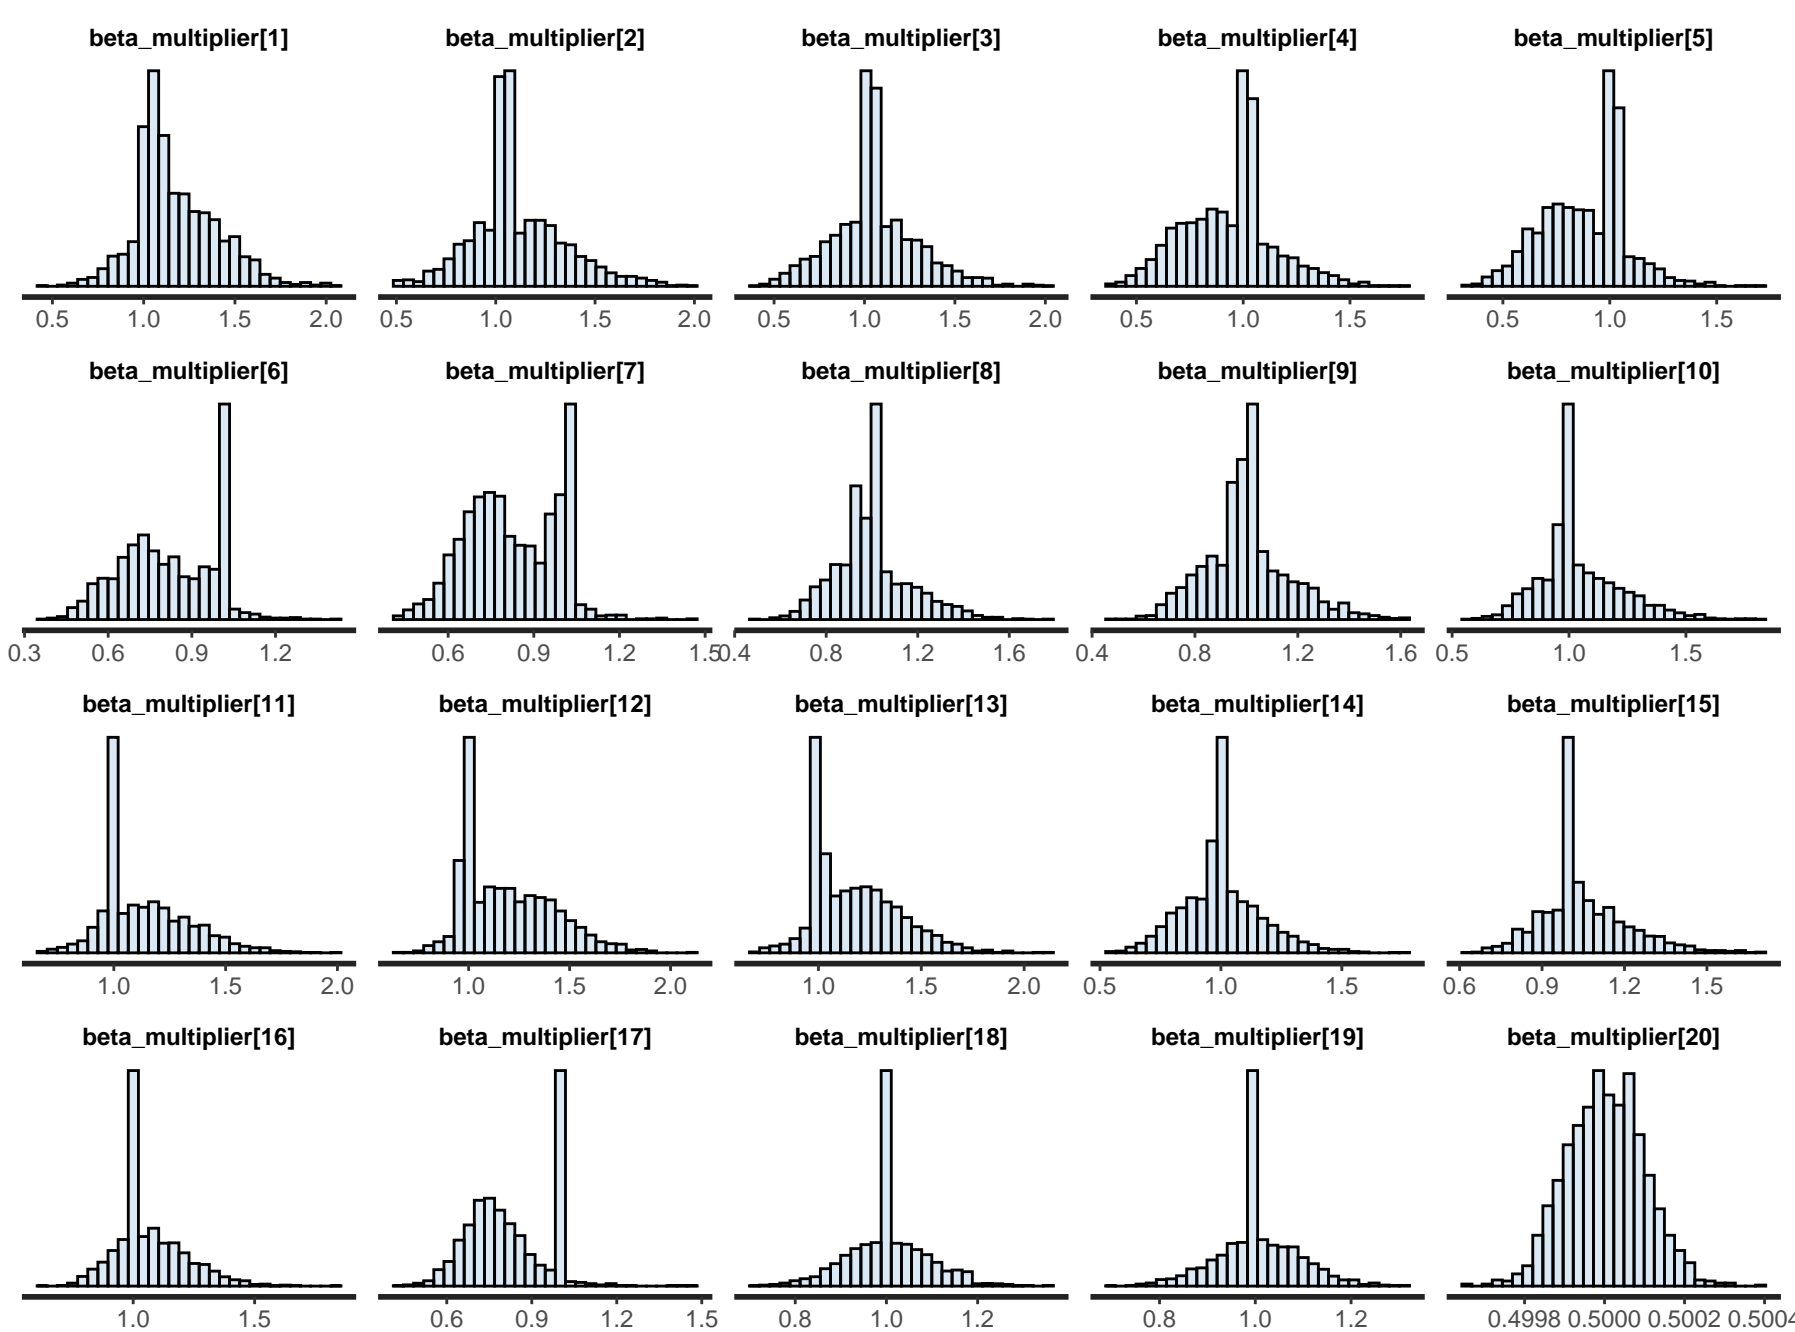 beta_multiplier[1] beta_multiplier[2] beta_multiplier[3] beta_multiplier[4] beta_multiplier[5]
0.5 1.0 1.5 2.0 0.5 1.0 1.5 2.0 0.5 1.0 1.5 2.0 0.5 1.0 1.5 0.5 1.0 1.5
beta_multiplier[6] beta_multiplier[7] beta_multiplier[8] beta_multiplier[9] beta_multiplier[10]
0.3 0.6 0.9 1.2 0.6 0.9 1.2 1.5 0.4 0.8 1.2 1.6 0.4 0.8 1.2 1.6 0.5 1.0 1.5
beta_multiplier[11] beta_multiplier[12] beta_multiplier[13] beta_multiplier[14] beta_multiplier[15]
1.0 1.5 2.0 1.0 1.5 2.0 1.0 1.5 2.0 0.5 1.0 1.5 0.6 0.9 1.2 1.5
beta_multiplier[16] beta_multiplier[17] beta_multiplier[18] beta_multiplier[19] beta_multiplier[20]
1.0 1.5 0.6 0.9 1.2 1.5 0.8 1.0 1.2 0.8 1.0 1.2 0.4998 0.5000 0.5002 0.5004